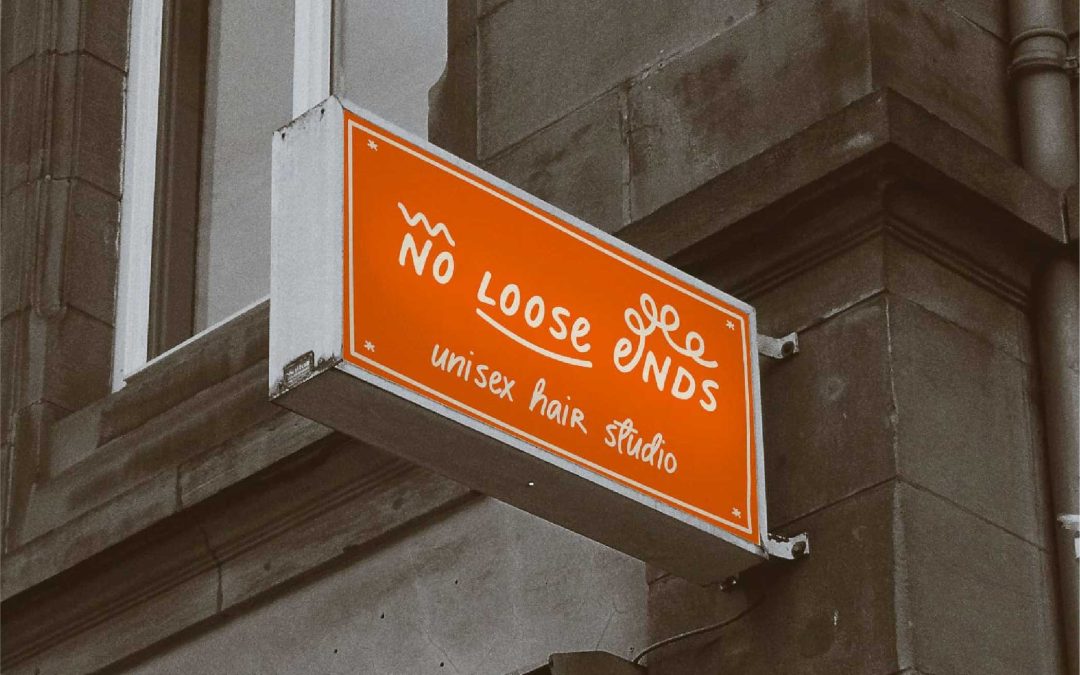 NO LOOSE eNDS
unisex haiR studio